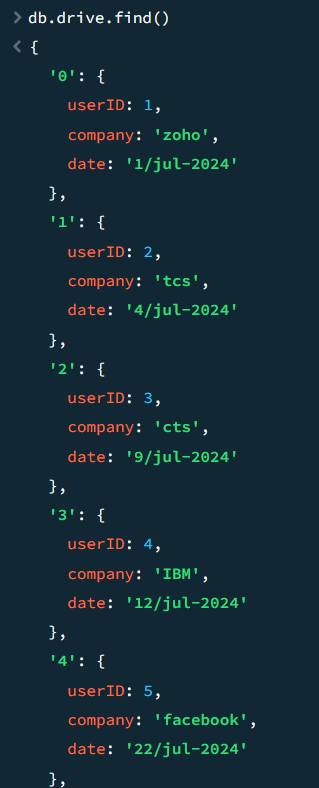 > db.drive.find()
< {
'0': {
userID: 1,
company: 'zoho',
date: '1/jul-2024'
},
'1': {
userID: 2,
company: 'tcs',
date: '4/jul-2024'
},
'2': {
userID: 3,
company: 'cts',
date: '9/jul-2024'
},
'3': {
userID: 4,
company: 'IBM',
date: '12/jul-2024'
},
'4': {
userID: 5,
company: 'facebook',
date: '22/jul-2024'
},